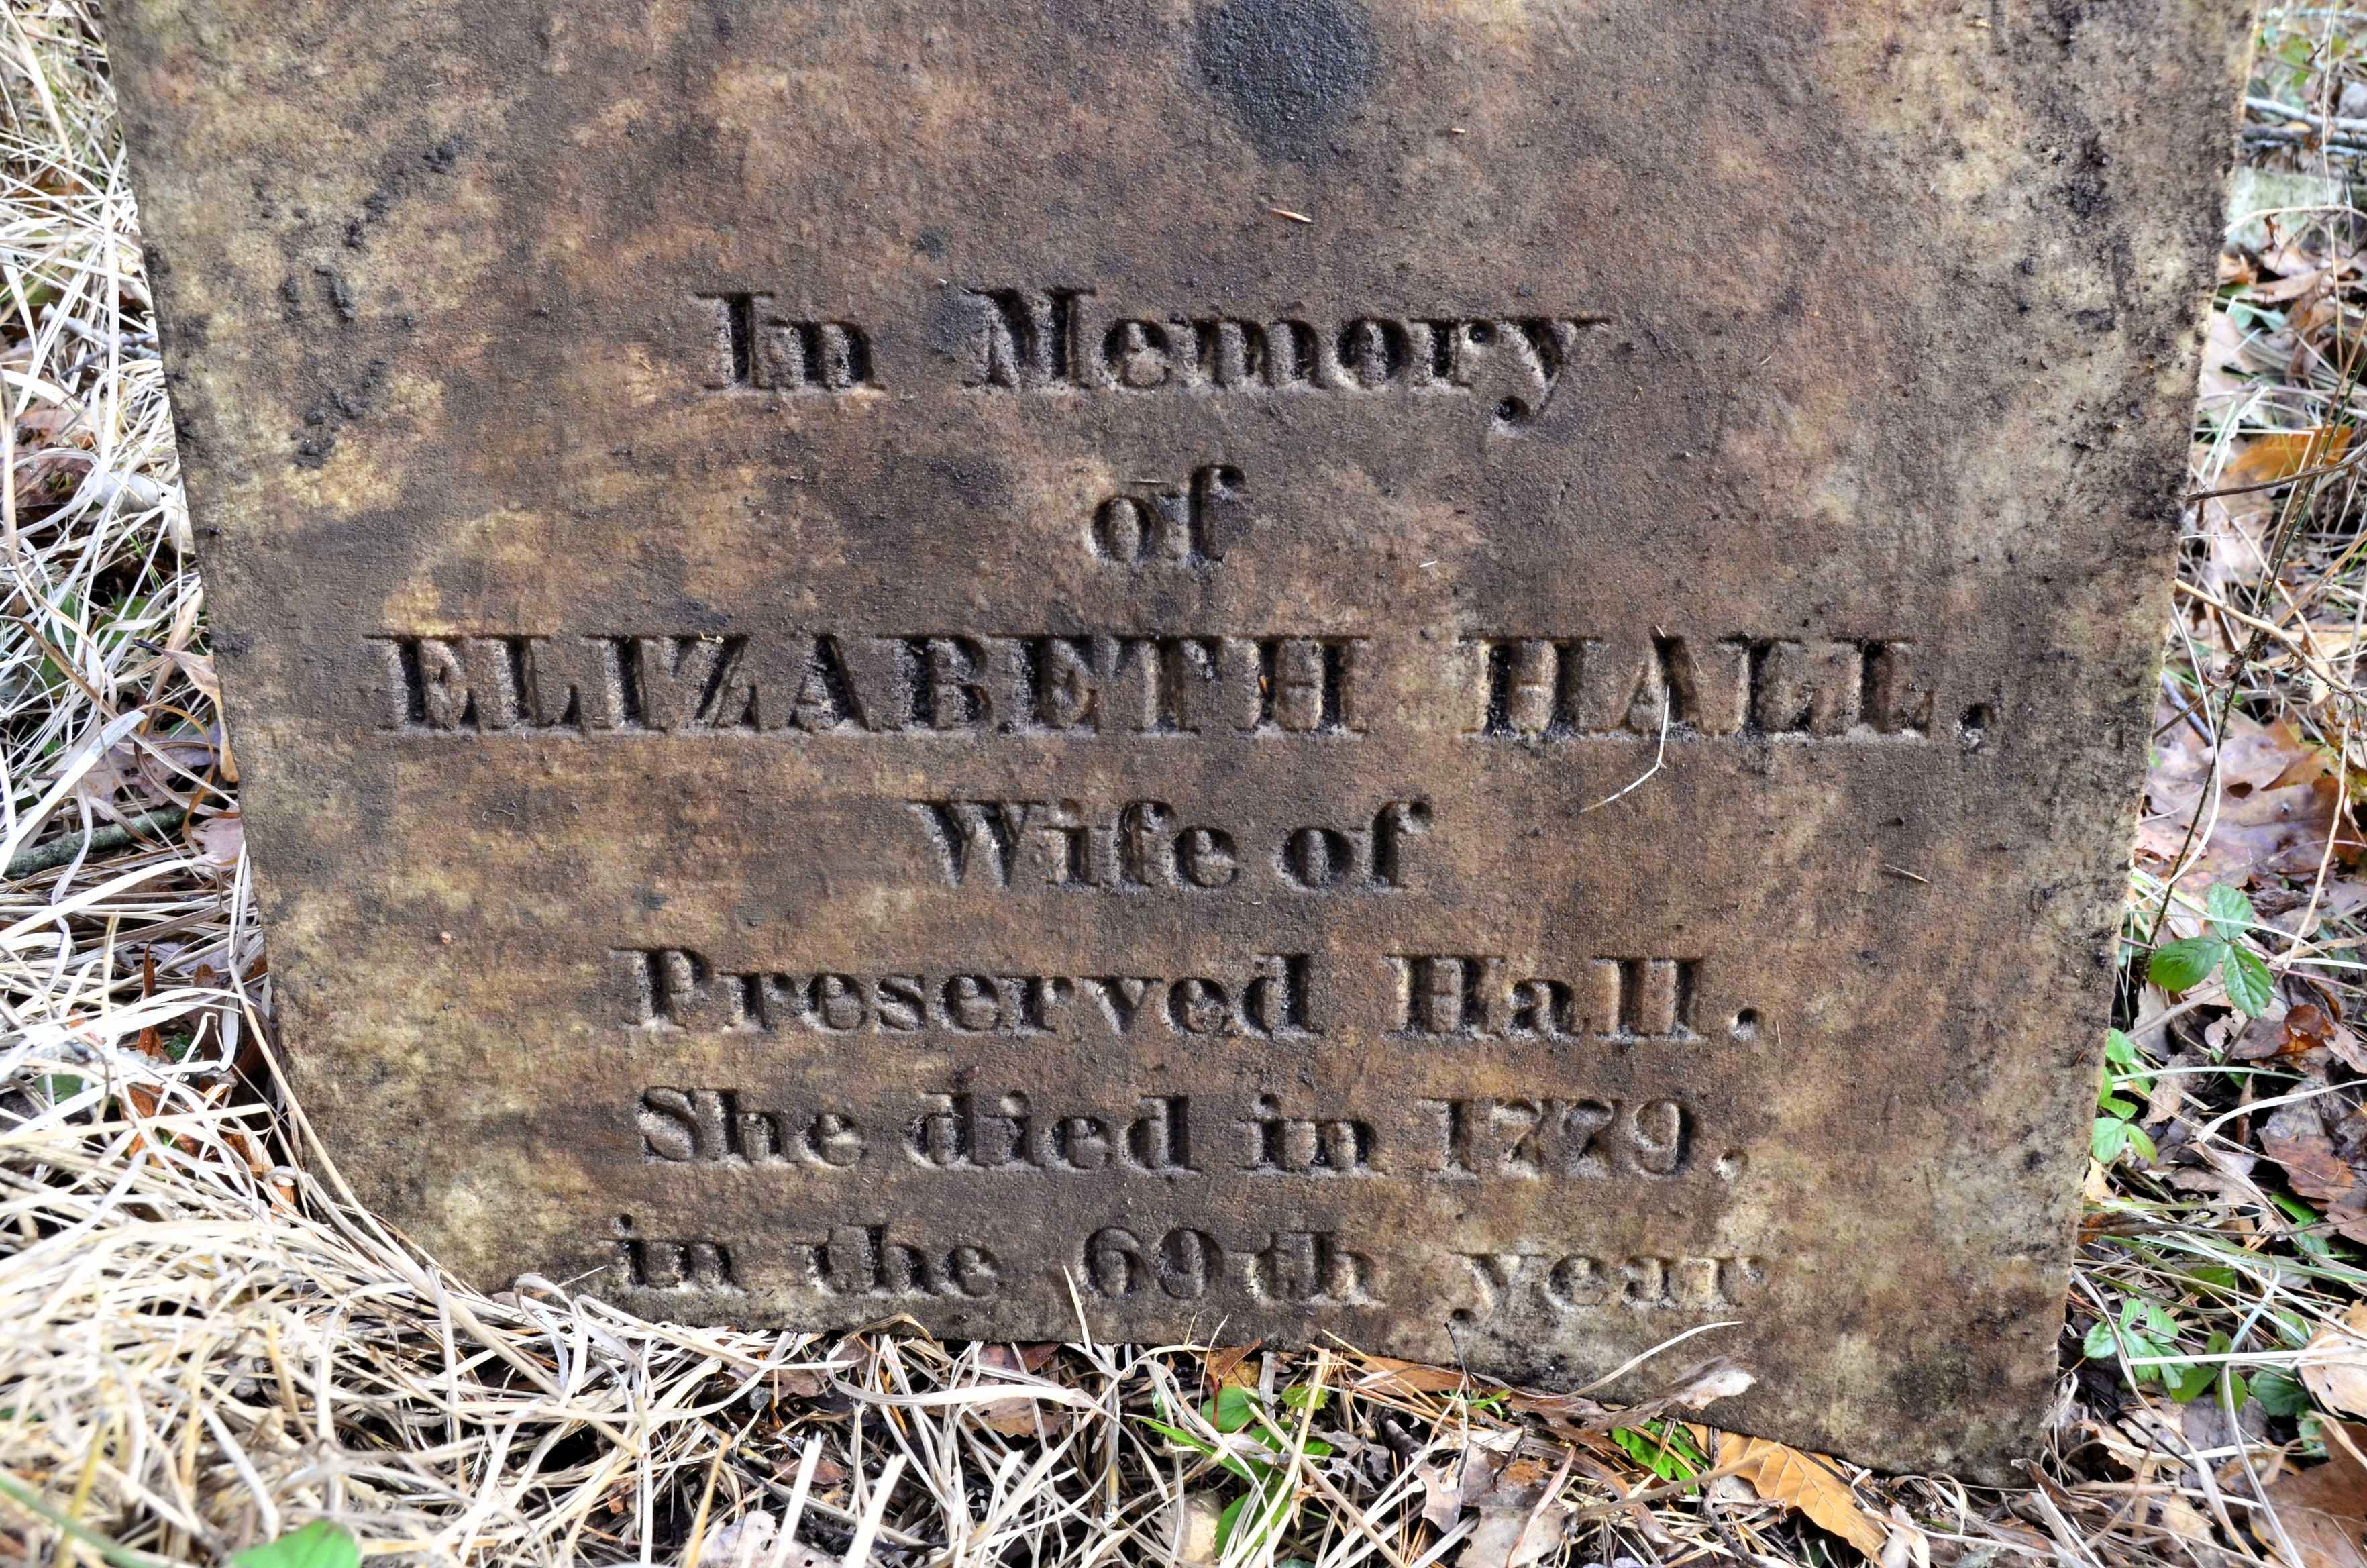 In Memory
of
ELIZABETH HALL,
Wife of
Preserved Hall.
She died in 1779,
in the 69th year